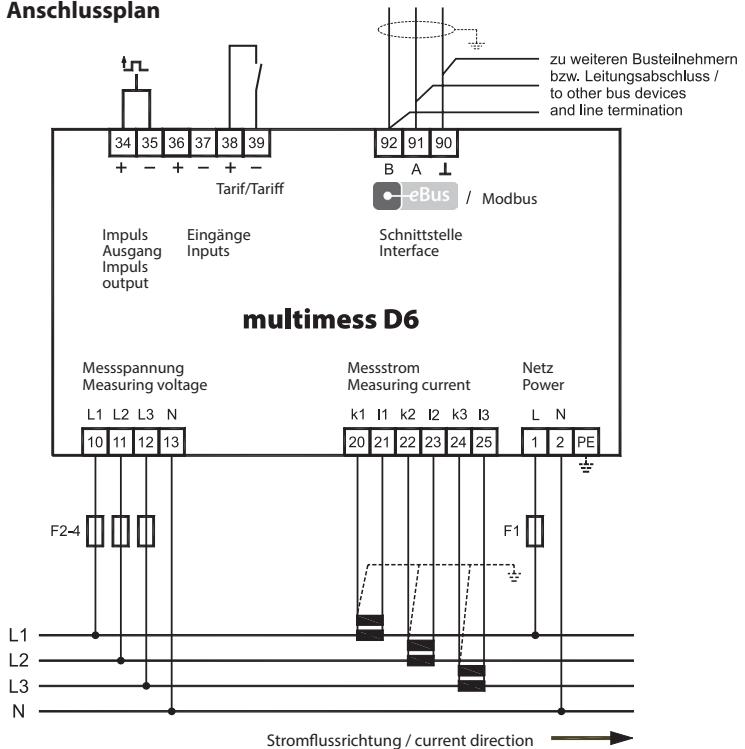 Anschlussplan
zu weiteren Busteilnehmern
bzw. Leitungsabschluss /
to other bus devices
and line termination
34 35 36 37 38 39
+ − + − + −
Tarif/Tariff
92 91 90
B A ⊥
eBus / Modbus
Impuls
Ausgang
Impuls
output
Eingänge
Inputs
Schnittstelle
Interface
multimess D6
Messspannung
Measuring voltage
L1 L2 L3 N
10 11 12 13
Messstrom
Measuring current
k1 l1 k2 l2 k3 l3
20 21 22 23 24 25
Netz
Power
L N
1 2 PE
F2-4
F1
L1
L2
L3
N
Stromflussrichtung / current direction